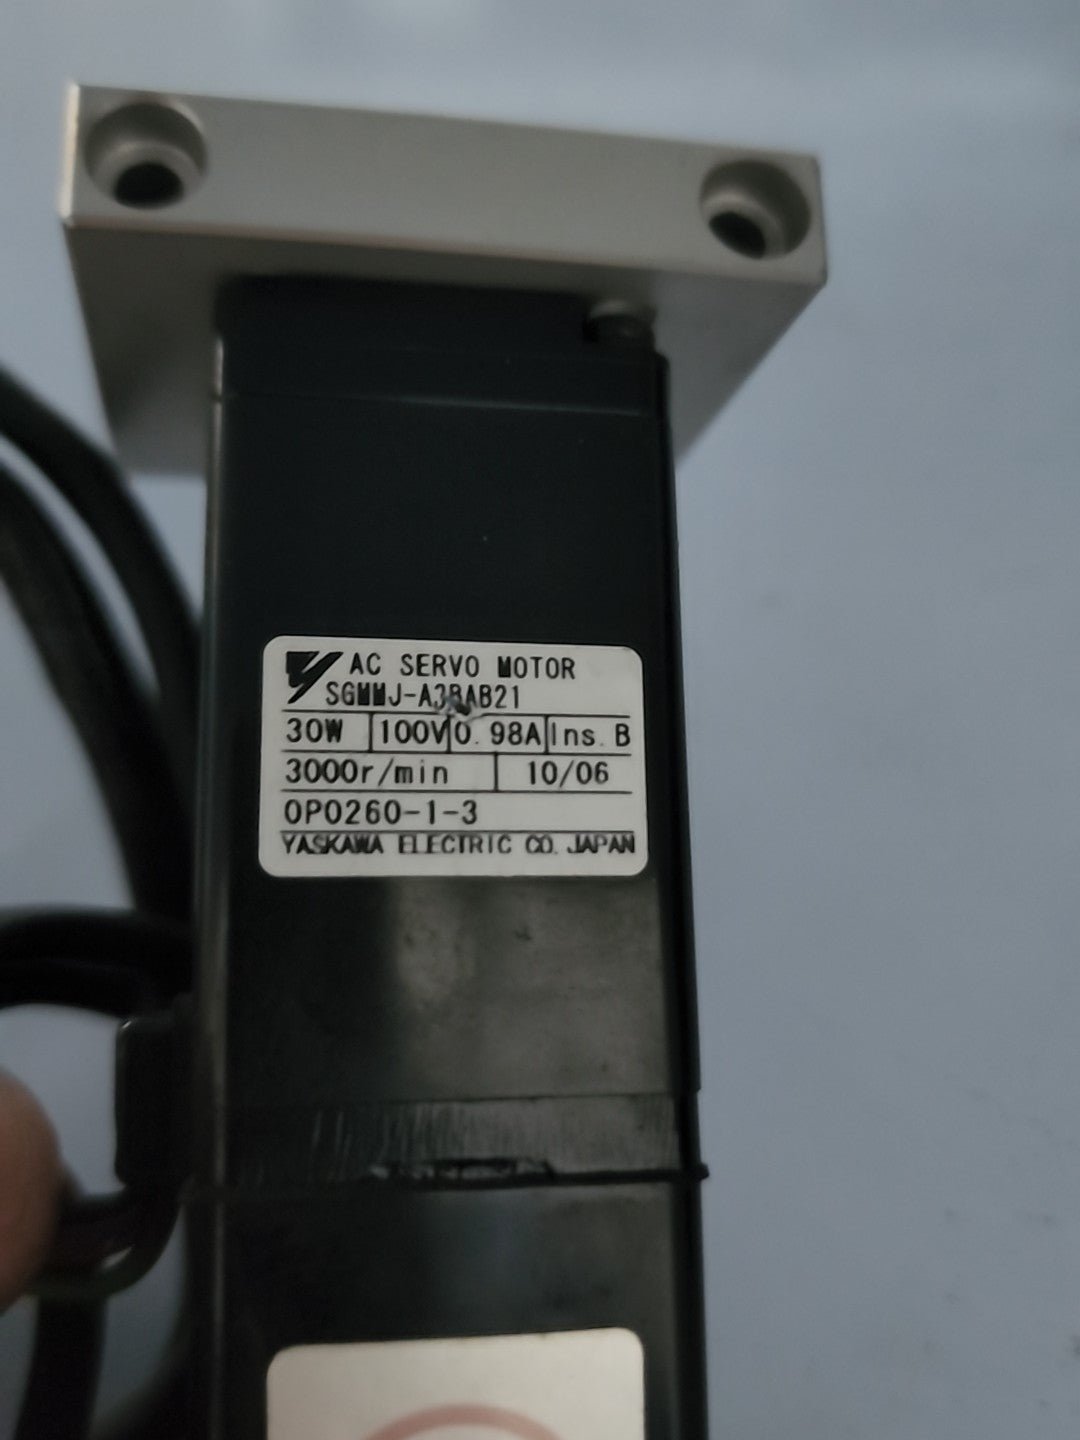 AC SERVO MOTOR
SGMMJ-A3BAB21
30W 100V 0.98A Ins. B
3000r/min 10/06
0P0260-1-3
YASKAWA ELECTRIC CO. JAPAN